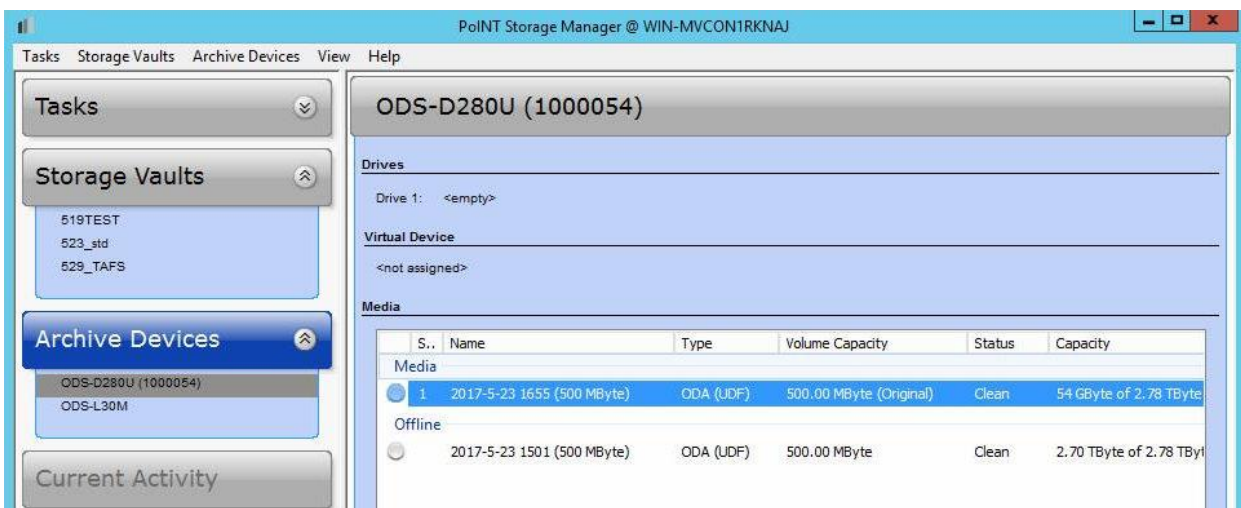 PoINT Storage Manager @ WIN-MVCON1RKNAJ
Tasks Storage Vaults Archive Devices View Help
Tasks
Storage Vaults
519TEST
523_std
529_TAFS
Archive Devices
ODS-D280U (1000054)
ODS-L30M
Current Activity
ODS-D280U (1000054)
Drives
Drive 1: <empty>
Virtual Device
<not assigned>
Media
S.. Name Type Volume Capacity Status Capacity
Media
1 2017-5-23 1655 (500 MByte) ODA (UDF) 500.00 MByte (Original) Clean 54 GByte of 2.78 TByte
Offline
2017-5-23 1501 (500 MByte) ODA (UDF) 500.00 MByte Clean 2.70 TByte of 2.78 TByt